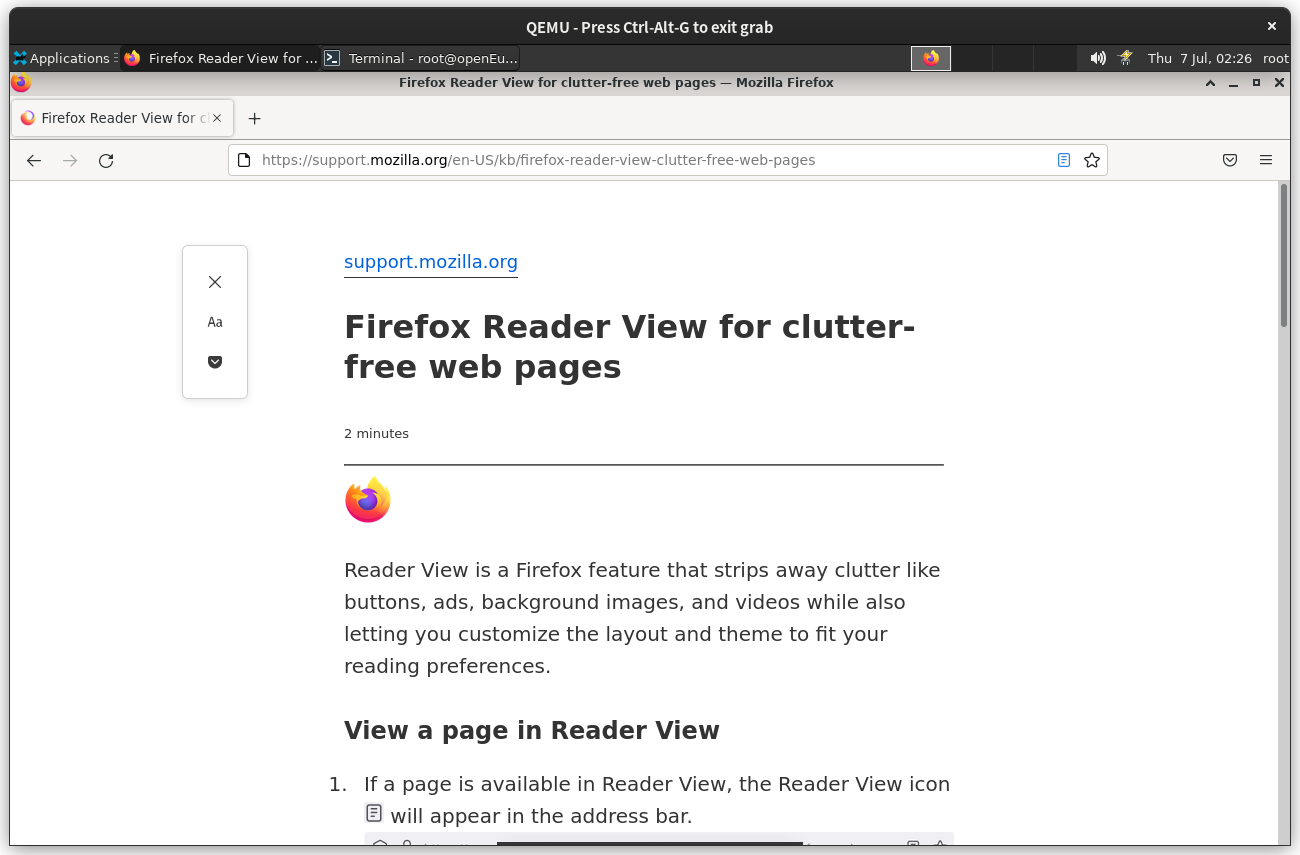 QEMU - Press Ctrl-Alt-G to exit grab
Applications Firefox Reader View for ... Terminal - root@openEu... Thu 7 Jul, 02:26 root
Firefox Reader View for clutter-free web pages — Mozilla Firefox
Firefox Reader View for cl
https://support.mozilla.org/en-US/kb/firefox-reader-view-clutter-free-web-pages
support.mozilla.org
Aa
Firefox Reader View for clutter-
free web pages
2 minutes
Reader View is a Firefox feature that strips away clutter like
buttons, ads, background images, and videos while also
letting you customize the layout and theme to fit your
reading preferences.
View a page in Reader View
1. If a page is available in Reader View, the Reader View icon
will appear in the address bar.